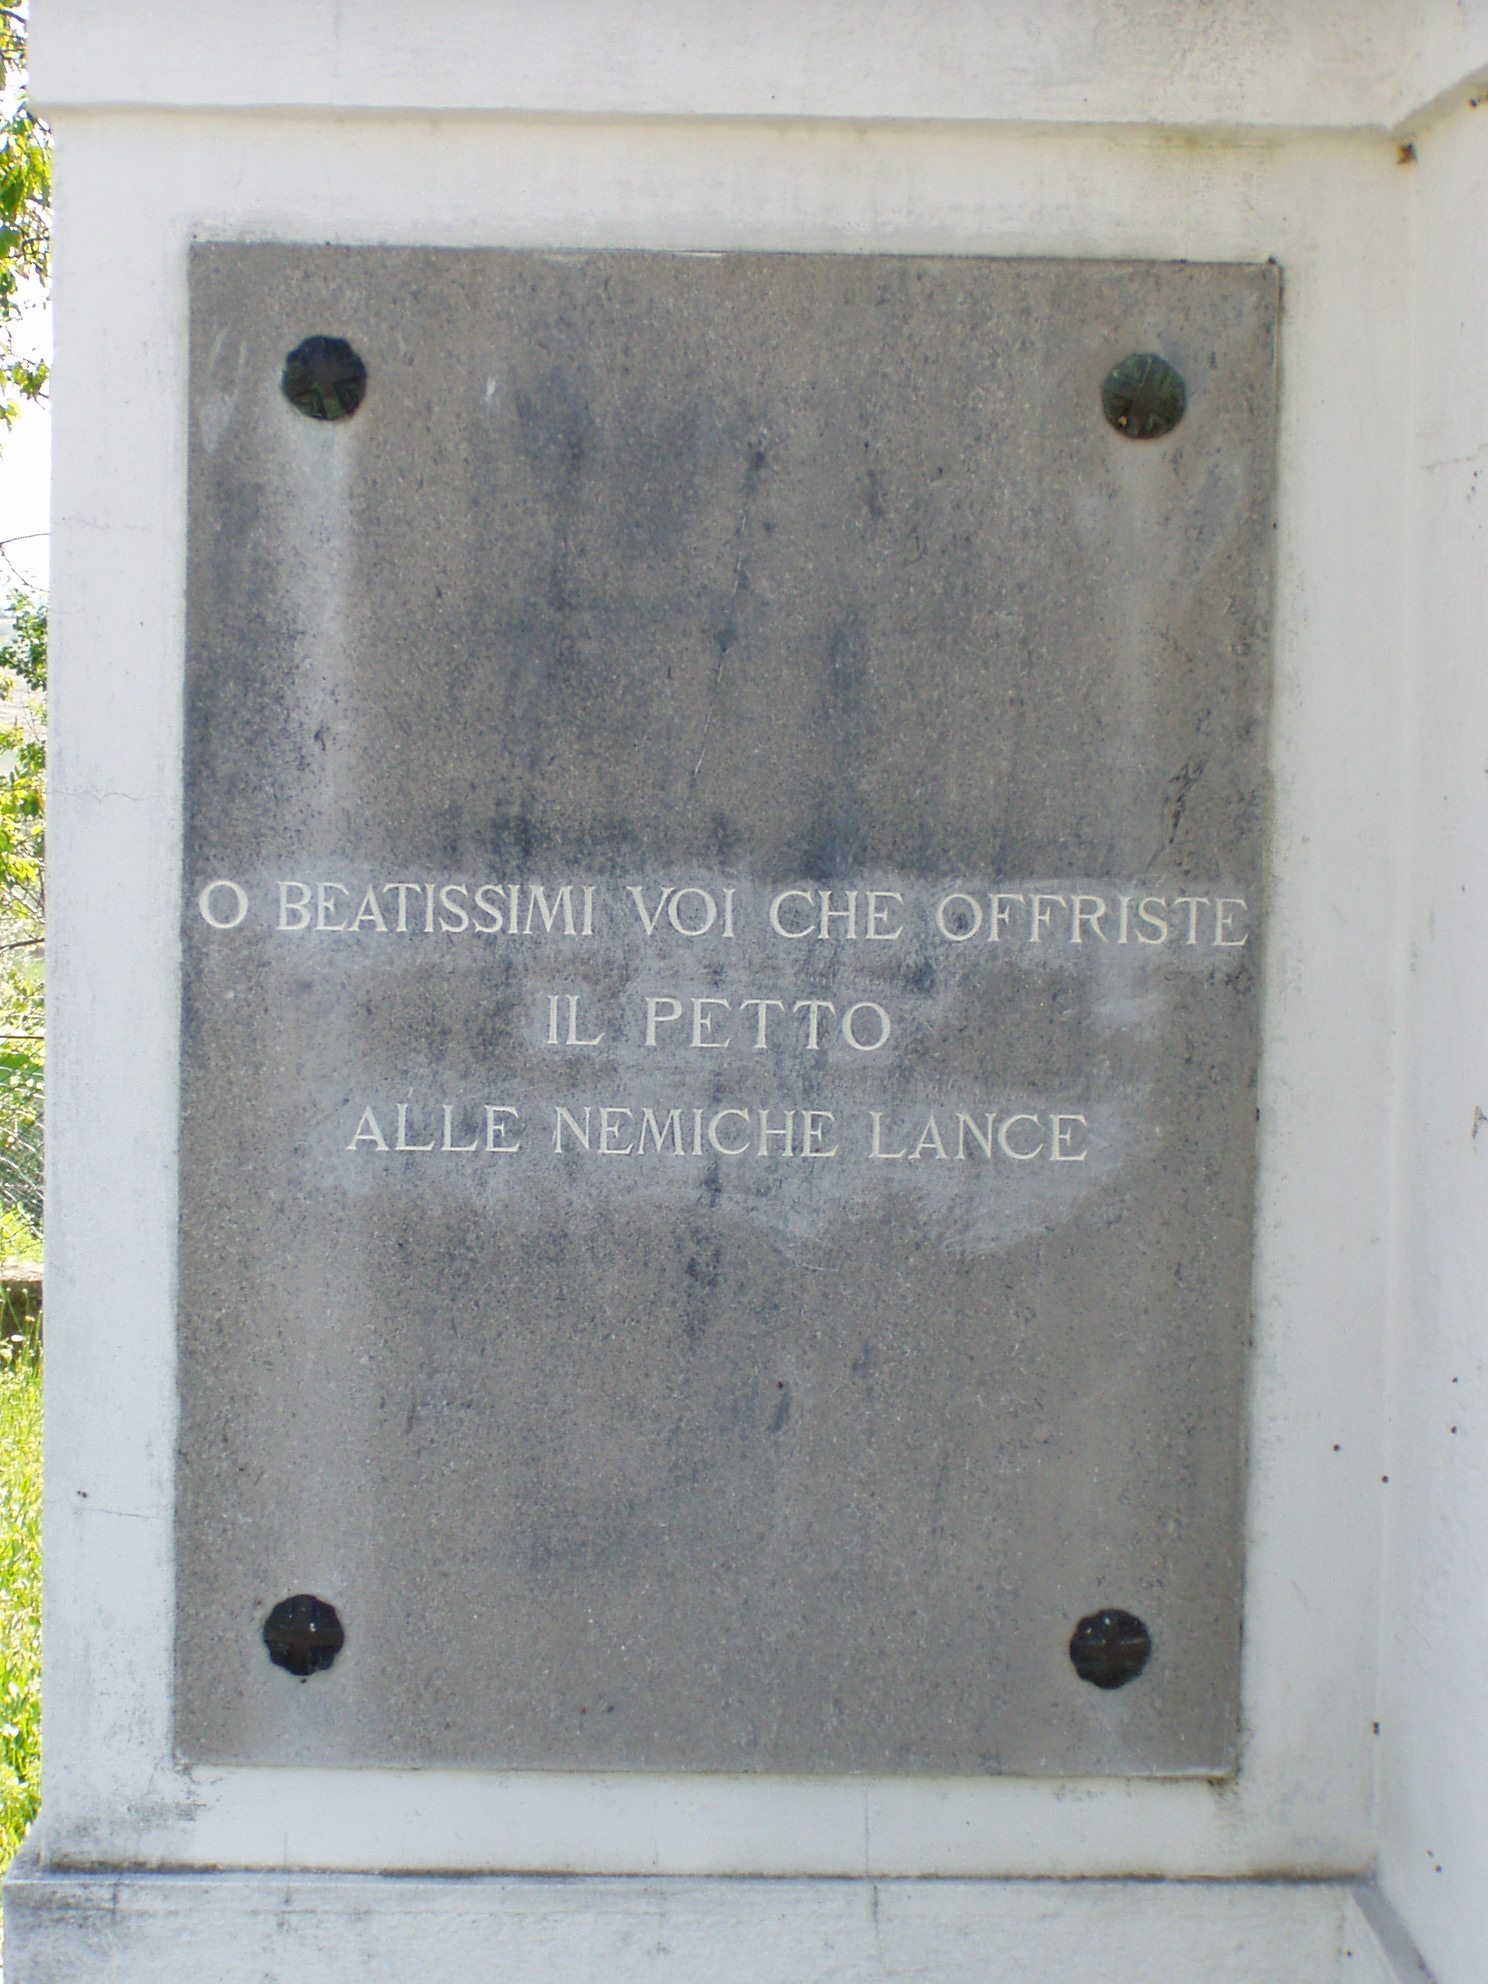 O BEATISSIMI VOI CHE OFFRISTE
IL PETTO
ALLE NEMICHE LANCE